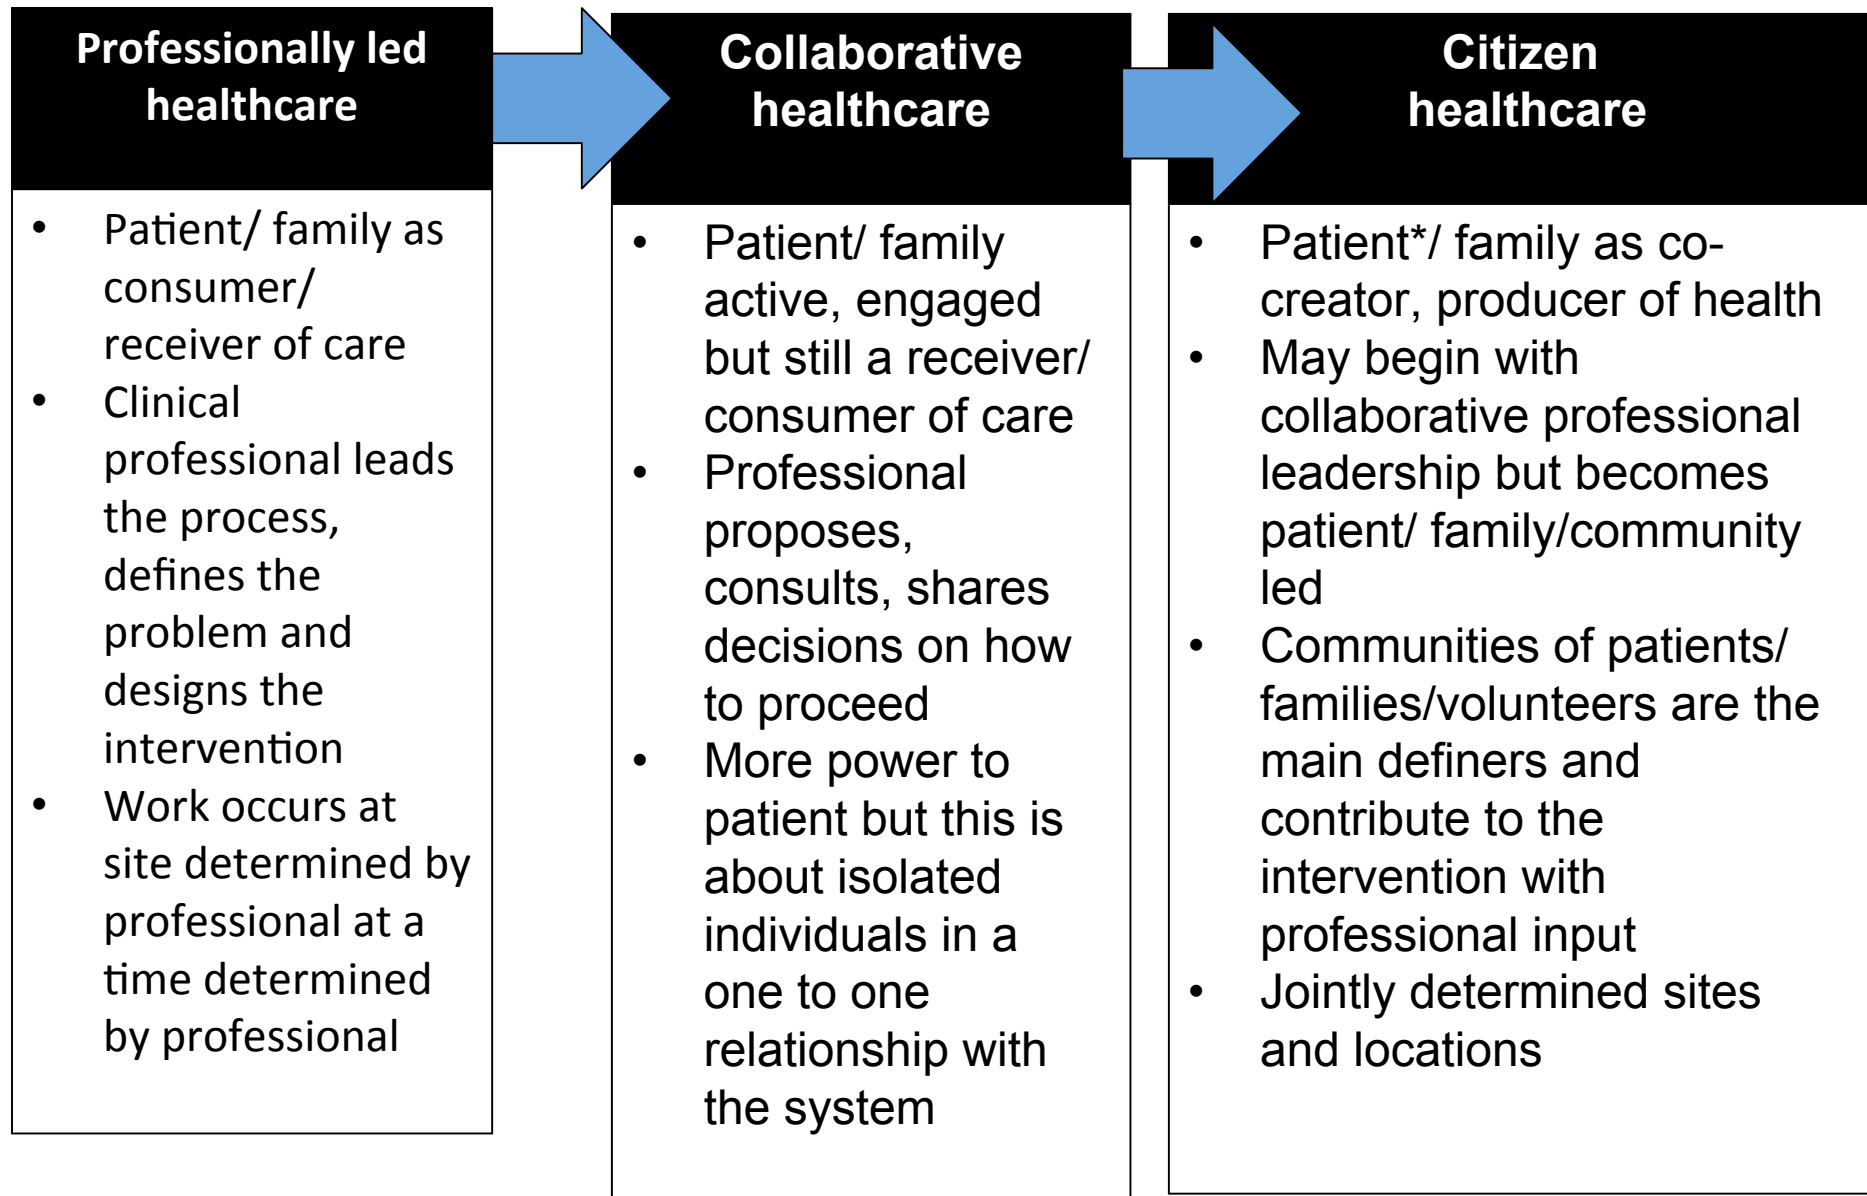 Professionally led
healthcare
• Patient/ family as
consumer/
receiver of care
• Clinical
professional leads
the process,
defines the
problem and
designs the
intervention
• Work occurs at
site determined by
professional at a
time determined
by professional
Collaborative
healthcare
• Patient/ family
active, engaged
but still a receiver/
consumer of care
• Professional
proposes,
consults, shares
decisions on how
to proceed
• More power to
patient but this is
about isolated
individuals in a
one to one
relationship with
the system
Citizen
healthcare
• Patient*/ family as co-
creator, producer of health
• May begin with
collaborative professional
leadership but becomes
patient/ family/community
led
• Communities of patients/
families/volunteers are the
main definers and
contribute to the
intervention with
professional input
• Jointly determined sites
and locations